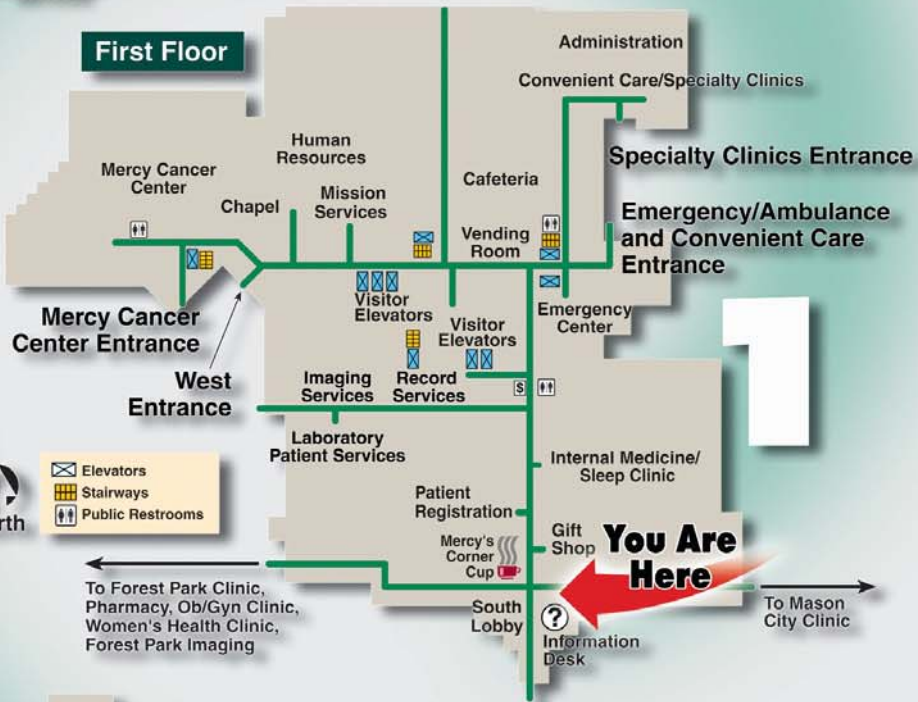 First Floor
Administration
Convenient Care/Specialty Clinics
Specialty Clinics Entrance
Human
Resources
Mercy Cancer
Center
Chapel
Mission
Services
Cafeteria
Vending
Room
Emergency/Ambulance
and Convenient Care
Entrance
Visitor
Elevators
Visitor
Elevators
Emergency
Center
Mercy Cancer
Center Entrance
West
Entrance
Imaging
Services
Record
Services
$
1
Laboratory
Patient Services
Internal Medicine/
Sleep Clinic
Elevators
Stairways
Public Restrooms
Patient
Registration
Mercy's
Corner
Cup
Gift
Shop
You Are
Here
To Forest Park Clinic,
Pharmacy, Ob/Gyn Clinic,
Women's Health Clinic,
Forest Park Imaging
South
Lobby
?
Information
Desk
To Mason
City Clinic